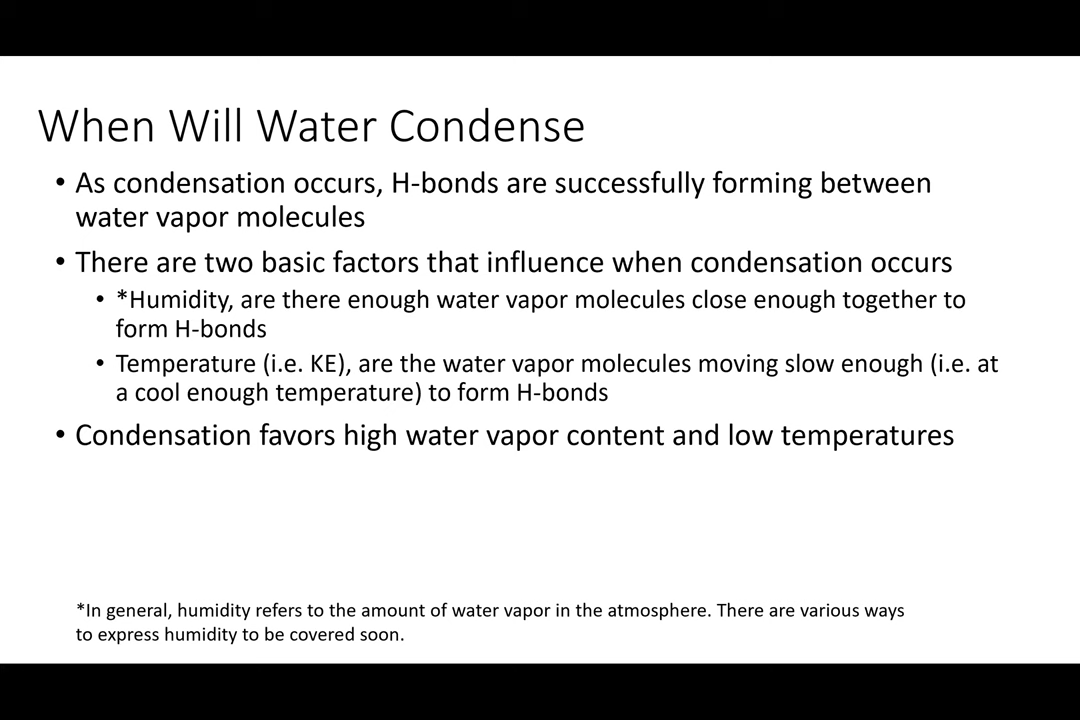 When Will Water Condense
• As condensation occurs, H-bonds are successfully forming between
water vapor molecules
• There are two basic factors that influence when condensation occurs
• *Humidity, are there enough water vapor molecules close enough together to
form H-bonds
• Temperature (i.e. KE), are the water vapor molecules moving slow enough (i.e. at
a cool enough temperature) to form H-bonds
• Condensation favors high water vapor content and low temperatures
*In general, humidity refers to the amount of water vapor in the atmosphere. There are various ways
to express humidity to be covered soon.